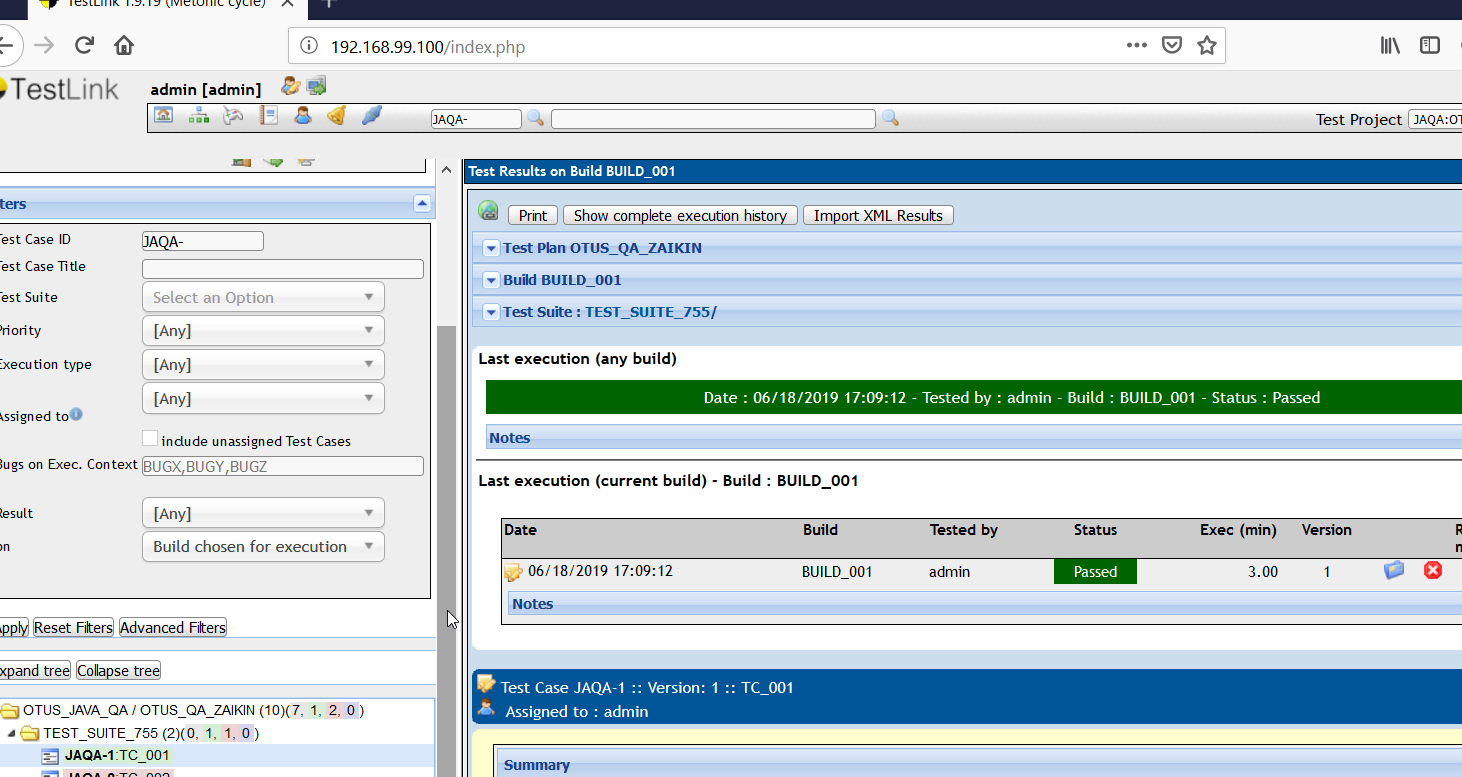 TestLink 1.9.19 (Metonic cycle)
192.168.99.100/index.php
TestLink
admin [admin]
JAQA-
Test Project
JAQA:OT
Test Results on Build BUILD_001
Print
Show complete execution history
Import XML Results
Test Plan OTUS_QA_ZAIKIN
Build BUILD_001
Test Suite : TEST_SUITE_755/
Last execution (any build)
Date : 06/18/2019 17:09:12 - Tested by : admin - Build : BUILD_001 - Status : Passed
Notes
Last execution (current build) - Build : BUILD_001
Date Build Tested by Status Exec (min) Version
06/18/2019 17:09:12 BUILD_001 admin Passed 3.00 1
Notes
Test Case JAQA-1 :: Version: 1 :: TC_001
Assigned to : admin
Summary
ters
Test Case ID JAQA-
Test Case Title
Test Suite Select an Option
Priority [Any]
Execution type [Any]
[Any]
Assigned to
include unassigned Test Cases
Bugs on Exec. Context BUGX,BUGY,BUGZ
Result [Any]
on Build chosen for execution
Apply Reset Filters Advanced Filters
xpand tree Collapse tree
OTUS_JAVA_QA / OTUS_QA_ZAIKIN (10)(7, 1, 2, 0 )
TEST_SUITE_755 (2)(0, 1, 1, 0 )
JAQA-1:TC_001